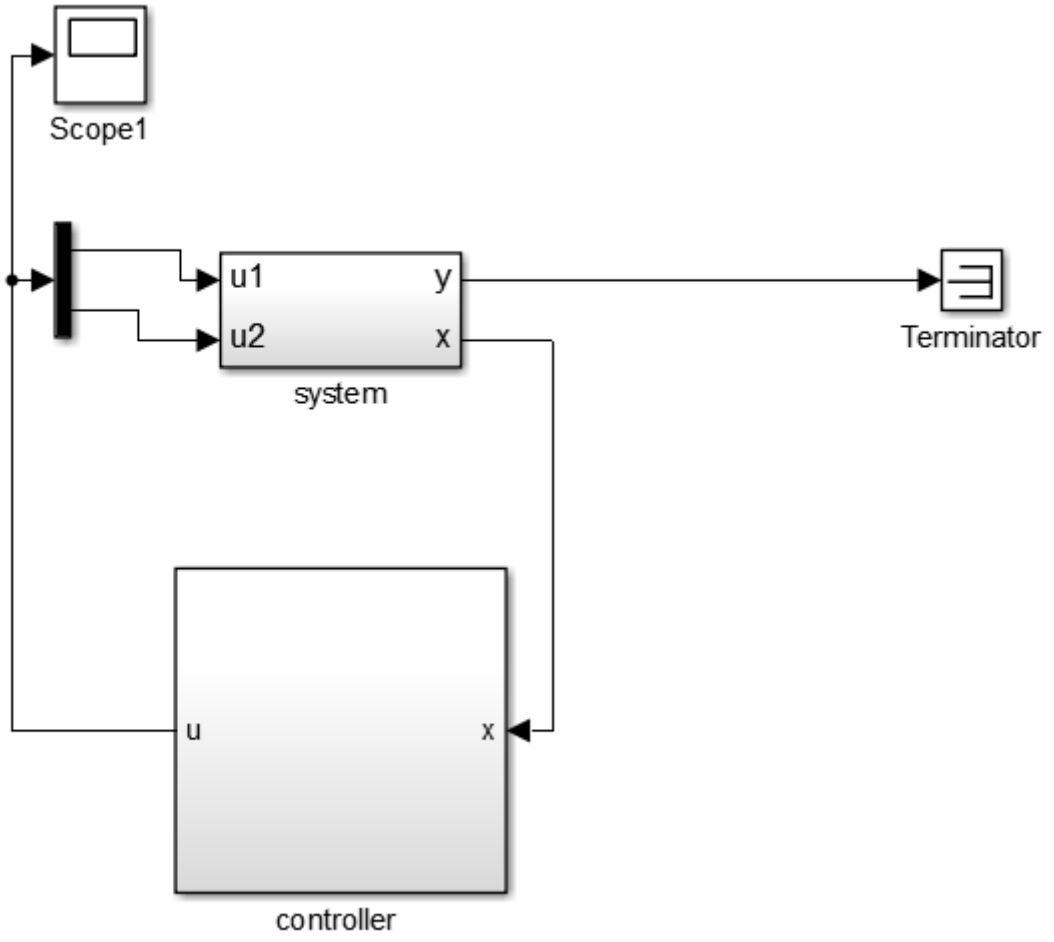 Scope1
u1
y
u2
x
system
Terminator
u
x
controller